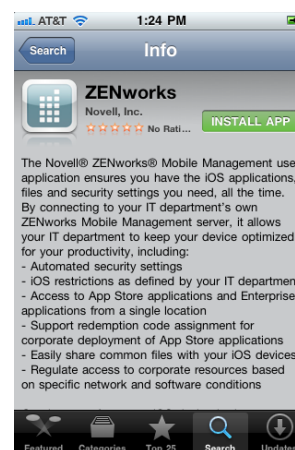 AT&T 1:24 PM
Search Info
ZENworks
Novell, Inc.
No Rati...
INSTALL APP
The Novell® ZENworks® Mobile Management use
application ensures you have the iOS applications,
files and security settings you need, all the time.
By connecting to your IT department's own
ZENworks Mobile Management server, it allows
your IT department to keep your device optimized
for your productivity, including:
- Automated security settings
- iOS restrictions as defined by your IT departmen
- Access to App Store applications and Enterprise
applications from a single location
- Support redemption code assignment for
corporate deployment of App Store applications
- Easily share common files with your iOS devices
- Regulate access to corporate resources based
on specific network and software conditions
Featured Categories Top 25 Search Update